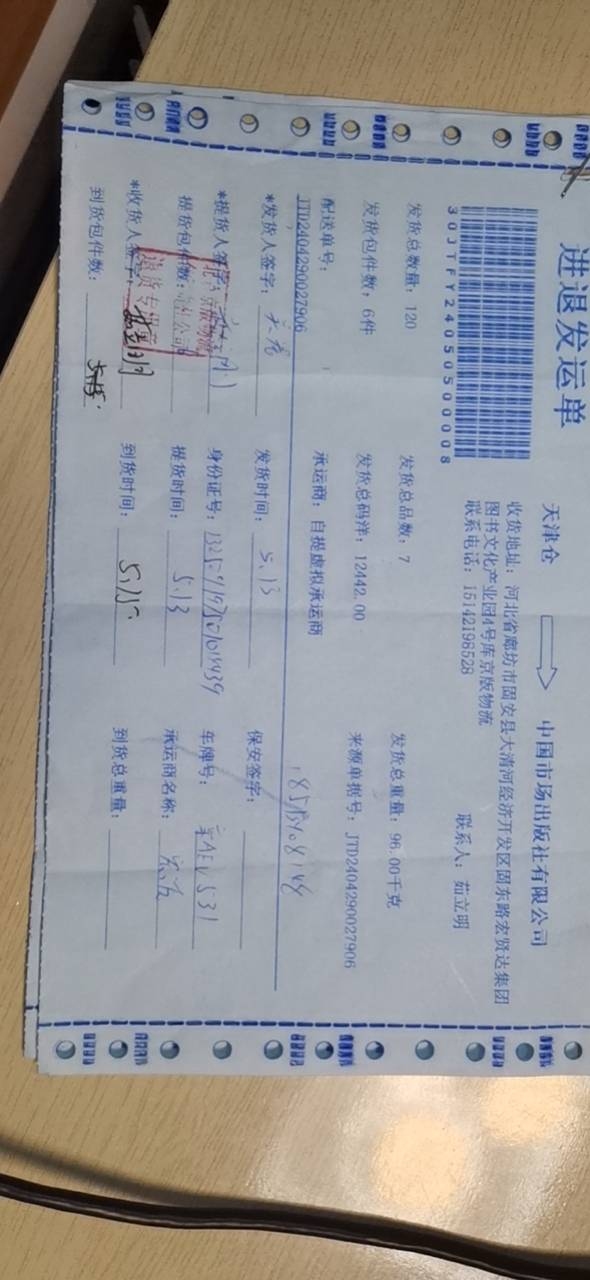 进退发运单
天津仓 中国市场出版社有限公司
30JTFY24050500008
收货地址：河北省廊坊市固安县大清河经济开发区固东路宏贤达集团
图书文化产业园4号库京版物流
联系电话：15142198528 联系人：茹立明
发货总数量：120 发货总品数：7 发货总重量：96.00千克
发货包件数：6件 发货总码洋：12442.00 来源单据号：JTD2404290027906
配送单号： 承运商：自提虚拟承运商
JTD2404290027906
*发货人签字： 发货时间：5.13 保安签字：
*提货人签字： 身份证号： 车牌号：
提货包件数： 提货时间：5.13 承运商名称：
*收货人签字： 到货时间：5.15. 到货总重量：
到货包件数：